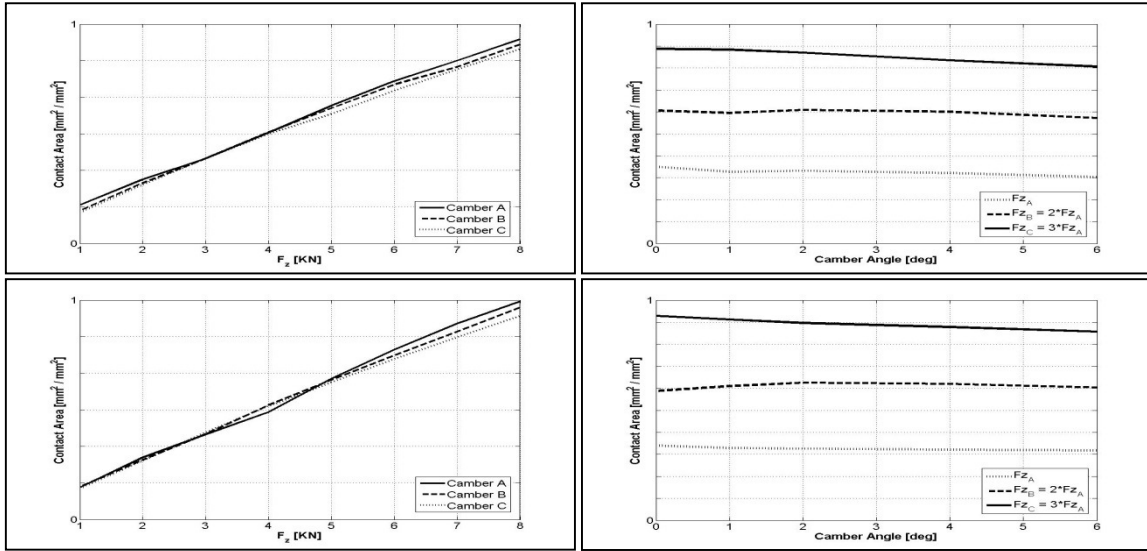 1
Contact Area [mm² / mm²]
0
1 2 3 4 5 6 7 8
F_z [KN]
Camber A
Camber B
Camber C
1
Contact Area [mm² / mm²]
0
0 1 2 3 4 5 6
Camber Angle [deg]
Fz_A
Fz_B = 2*Fz_A
Fz_C = 3*Fz_A
1
Contact Area [mm² / mm²]
0
1 2 3 4 5 6 7 8
F_z [KN]
Camber A
Camber B
Camber C
1
Contact Area [mm² / mm²]
0
0 1 2 3 4 5 6
Camber Angle [deg]
Fz_A
Fz_B = 2*Fz_A
Fz_C = 3*Fz_A